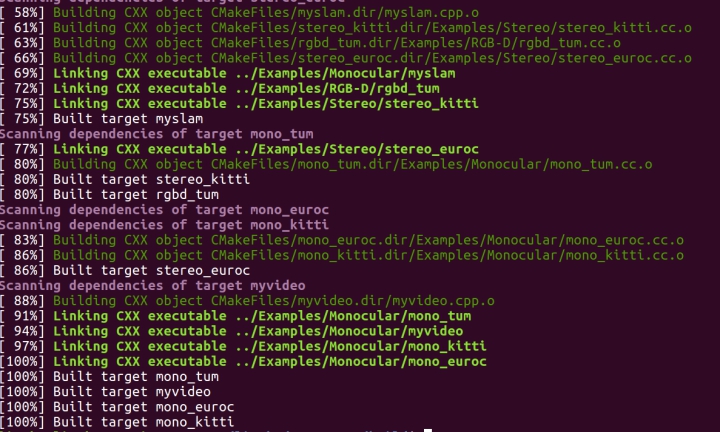 Scanning dependencies of target stereo_euroc
[ 58%] Building CXX object CMakeFiles/myslam.dir/myslam.cpp.o
[ 61%] Building CXX object CMakeFiles/stereo_kitti.dir/Examples/Stereo/stereo_kitti.cc.o
[ 63%] Building CXX object CMakeFiles/rgbd_tum.dir/Examples/RGB-D/rgbd_tum.cc.o
[ 66%] Building CXX object CMakeFiles/stereo_euroc.dir/Examples/Stereo/stereo_euroc.cc.o
[ 69%] Linking CXX executable ../Examples/Monocular/myslam
[ 72%] Linking CXX executable ../Examples/RGB-D/rgbd_tum
[ 75%] Linking CXX executable ../Examples/Stereo/stereo_kitti
[ 75%] Built target myslam
Scanning dependencies of target mono_tum
[ 77%] Linking CXX executable ../Examples/Stereo/stereo_euroc
[ 80%] Building CXX object CMakeFiles/mono_tum.dir/Examples/Monocular/mono_tum.cc.o
[ 80%] Built target stereo_kitti
[ 80%] Built target rgbd_tum
Scanning dependencies of target mono_euroc
Scanning dependencies of target mono_kitti
[ 83%] Building CXX object CMakeFiles/mono_euroc.dir/Examples/Monocular/mono_euroc.cc.o
[ 86%] Building CXX object CMakeFiles/mono_kitti.dir/Examples/Monocular/mono_kitti.cc.o
[ 86%] Built target stereo_euroc
Scanning dependencies of target myvideo
[ 88%] Building CXX object CMakeFiles/myvideo.dir/myvideo.cpp.o
[ 91%] Linking CXX executable ../Examples/Monocular/mono_tum
[ 94%] Linking CXX executable ../Examples/Monocular/myvideo
[ 97%] Linking CXX executable ../Examples/Monocular/mono_kitti
[100%] Linking CXX executable ../Examples/Monocular/mono_euroc
[100%] Built target mono_tum
[100%] Built target myvideo
[100%] Built target mono_euroc
[100%] Built target mono_kitti